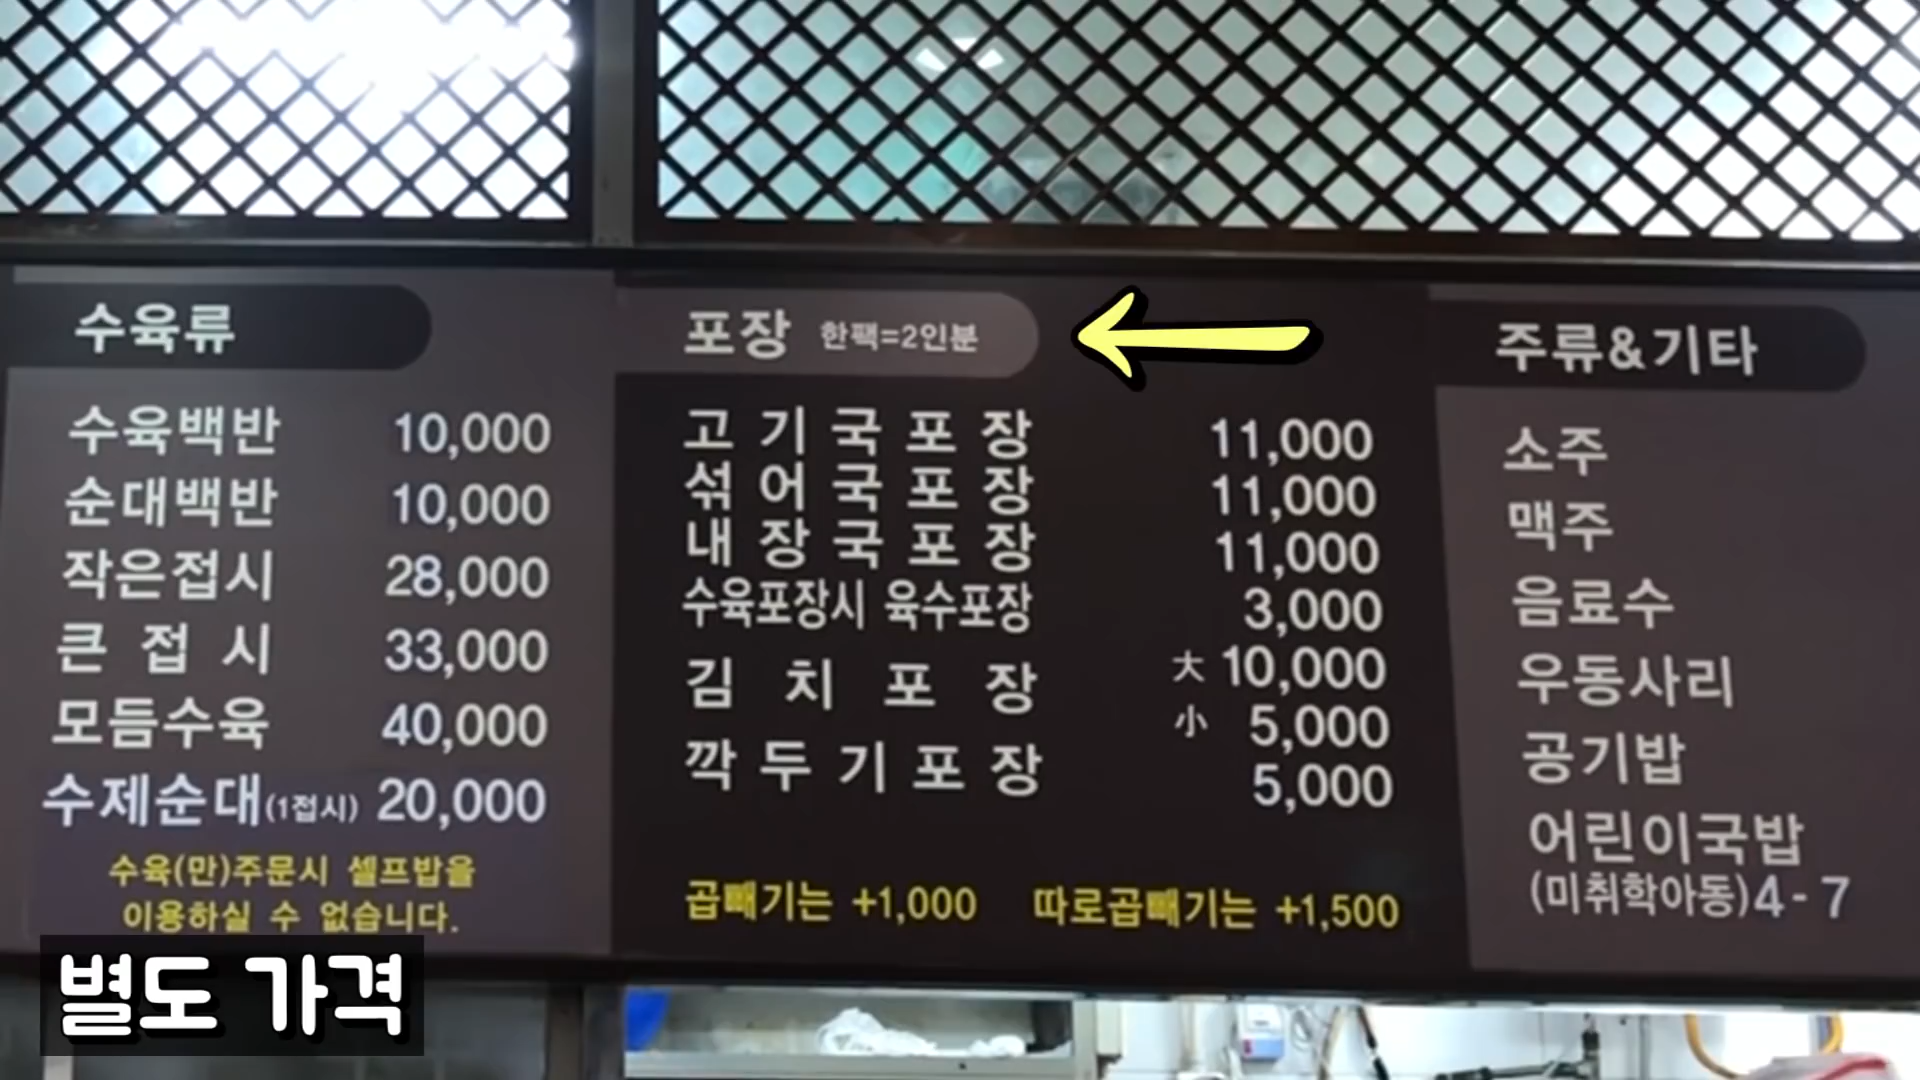 수육류
수육백반 10,000
순대백반 10,000
작은접시 28,000
큰 접 시 33,000
모듬수육 40,000
수제순대(1접시) 20,000
수육(만)주문시 셀프밥을
이용하실 수 없습니다.
포장 한팩=2인분
고기국포장 11,000
섞어국포장 11,000
내장국포장 11,000
수육포장시 육수포장 3,000
김치포장 大 10,000
小 5,000
깍두기포장 5,000
곱빼기는 +1,000 따로곱빼기는 +1,500
주류&기타
소주
맥주
음료수
우동사리
공기밥
어린이국밥
(미취학아동)4-7
별도 가격